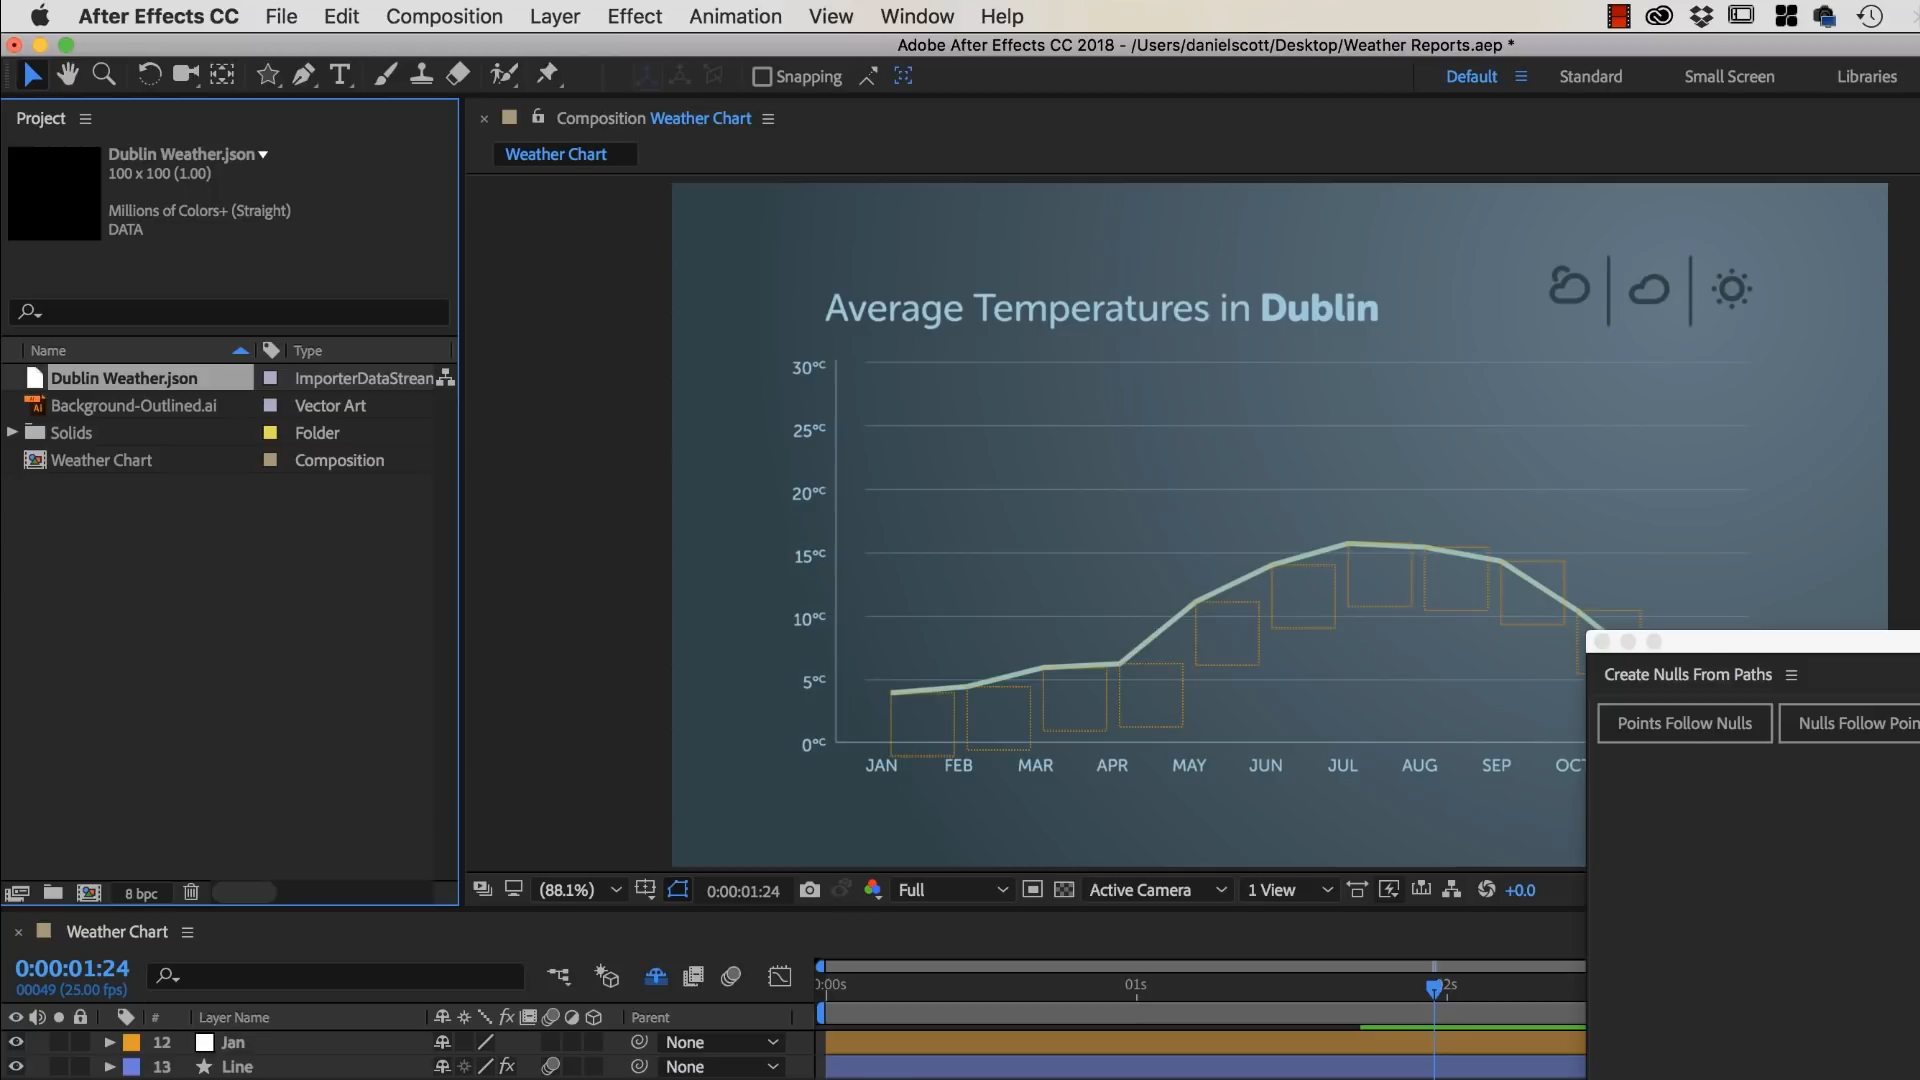 After Effects CC File Edit Composition Layer Effect Animation View Window Help
Adobe After Effects CC 2018 - /Users/danielscott/Desktop/Weather Reports.aep *
Snapping
Default Standard Small Screen Libraries
Project
Composition Weather Chart
Weather Chart
Dublin Weather.json
100 x 100 (1.00)
Millions of Colors+ (Straight)
DATA
Name Type
Dublin Weather.json ImporterDataStrean
Background-Outlined.ai Vector Art
Solids Folder
Weather Chart Composition
Average Temperatures in Dublin
30°C
25°C
20°C
15°C
10°C
5°C
0°C
JAN FEB MAR APR MAY JUN JUL AUG SEP OCT
Create Nulls From Paths
Points Follow Nulls Nulls Follow Poin
8 bpc
(88.1%) 0:00:01:24 Full Active Camera 1 View +0.0
Weather Chart
0:00:01:24
00049 (25.00 fps)
0:00s 01s 02s
# Layer Name fx Parent
12 Jan None
13 Line fx None